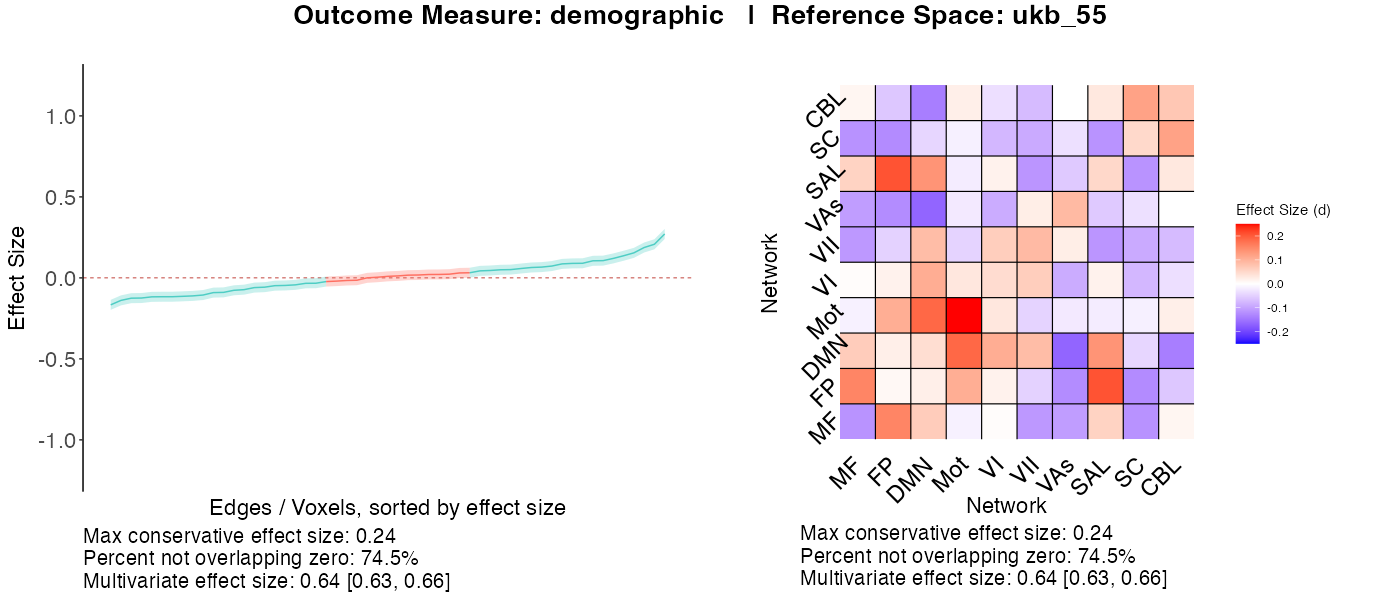 Outcome Measure: demographic | Reference Space: ukb_55
Effect Size
1.0
0.5
0.0
-0.5
-1.0
Edges / Voxels, sorted by effect size
Max conservative effect size: 0.24
Percent not overlapping zero: 74.5%
Multivariate effect size: 0.64 [0.63, 0.66]
Network
CBL
SC
SAL
VAs
VII
VI
Mot
DMN
FP
MF
MF FP DMN Mot VI VII VAs SAL SC CBL
Network
Max conservative effect size: 0.24
Percent not overlapping zero: 74.5%
Multivariate effect size: 0.64 [0.63, 0.66]
Effect Size (d)
0.2
0.1
0.0
-0.1
-0.2